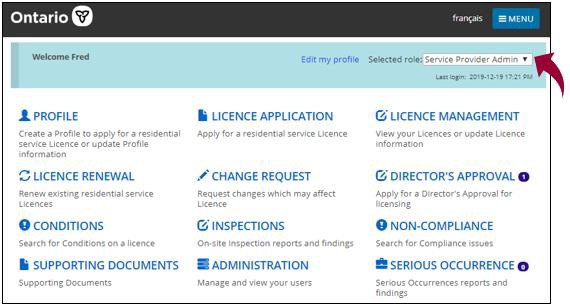 Ontario
français
MENU
Welcome Fred
Edit my profile
Selected role: Service Provider Admin
Last login: 2019-12-19 17:21 PM
PROFILE
Create a Profile to apply for a residential
service Licence or update Profile
information
LICENCE APPLICATION
Apply for a residential service Licence
LICENCE MANAGEMENT
View your Licences or update Licence
information
LICENCE RENEWAL
Renew existing residential service
Licences
CHANGE REQUEST
Request changes which may affect
Licence
DIRECTOR'S APPROVAL 1
Apply for a Director's Approval for
licensing
CONDITIONS
Search for Conditions on a licence
INSPECTIONS
On-site Inspection reports and findings
NON-COMPLIANCE
Search for Compliance issues
SUPPORTING DOCUMENTS
Supporting Documents
ADMINISTRATION
Manage and view your users
SERIOUS OCCURRENCE 0
Serious Occurrences reports and
findings